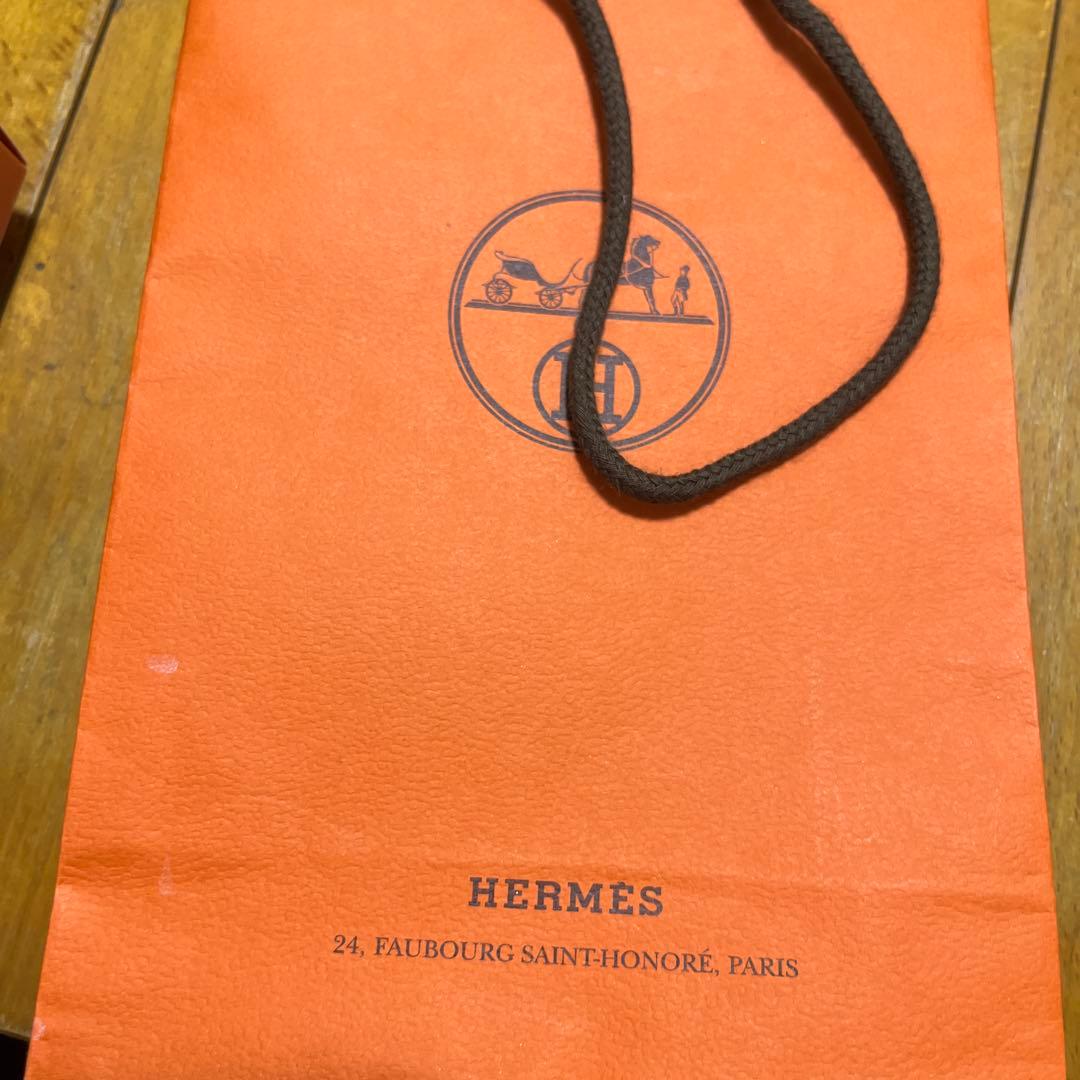 H
HERMÈS
24, FAUBOURG SAINT-HONORÉ, PARIS